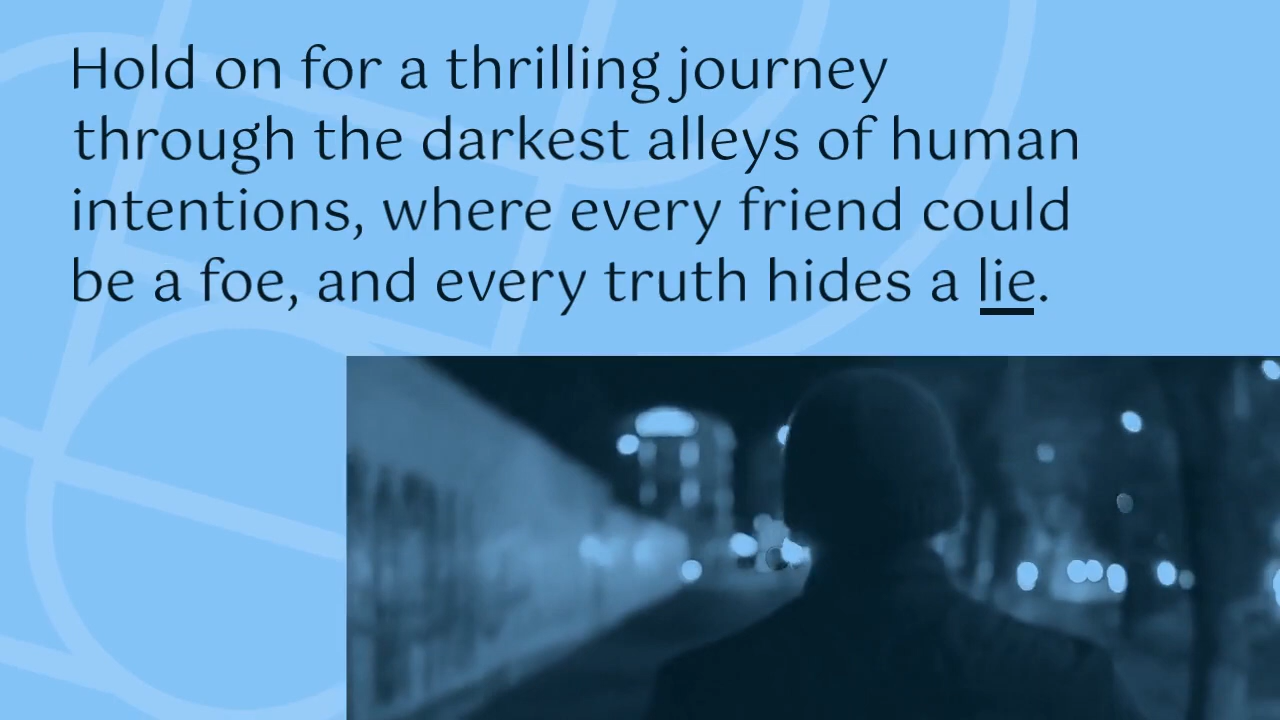 Hold on for a thrilling journey
through the darkest alleys of human
intentions, where every friend could
be a foe, and every truth hides a lie.